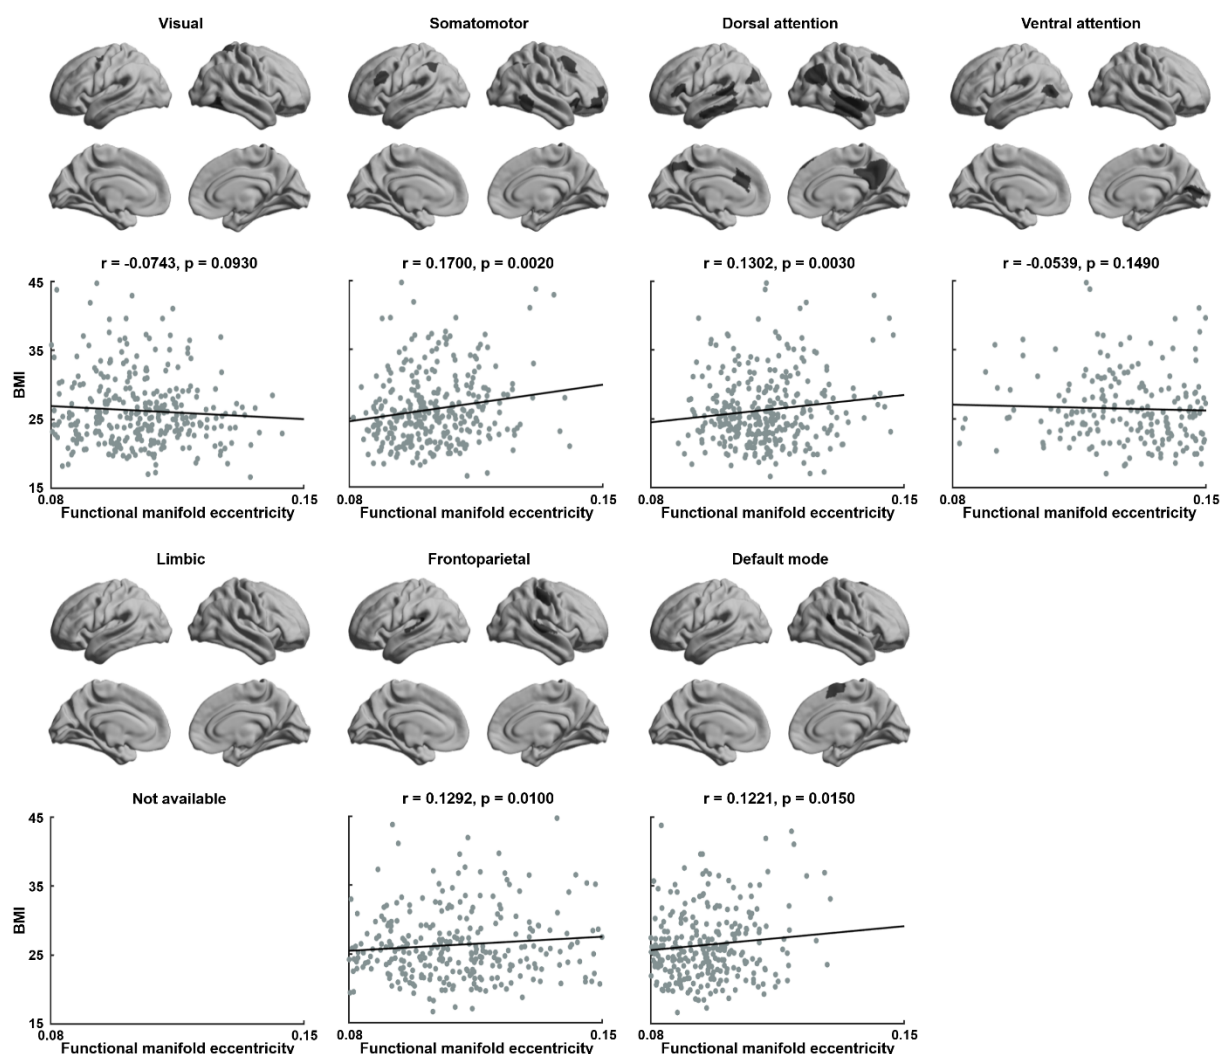 Visual Somatomotor Dorsal attention Ventral attention
r = -0.0743, p = 0.0930 r = 0.1700, p = 0.0020 r = 0.1302, p = 0.0030 r = -0.0539, p = 0.1490
45
35
BMI
25
15
0.08 0.15 0.08 0.15 0.08 0.15 0.08 0.15
Functional manifold eccentricity Functional manifold eccentricity Functional manifold eccentricity Functional manifold eccentricity
Limbic Frontoparietal Default mode
Not available r = 0.1292, p = 0.0100 r = 0.1221, p = 0.0150
45
35
BMI
25
15
0.08 0.15 0.08 0.15 0.08 0.15
Functional manifold eccentricity Functional manifold eccentricity Functional manifold eccentricity